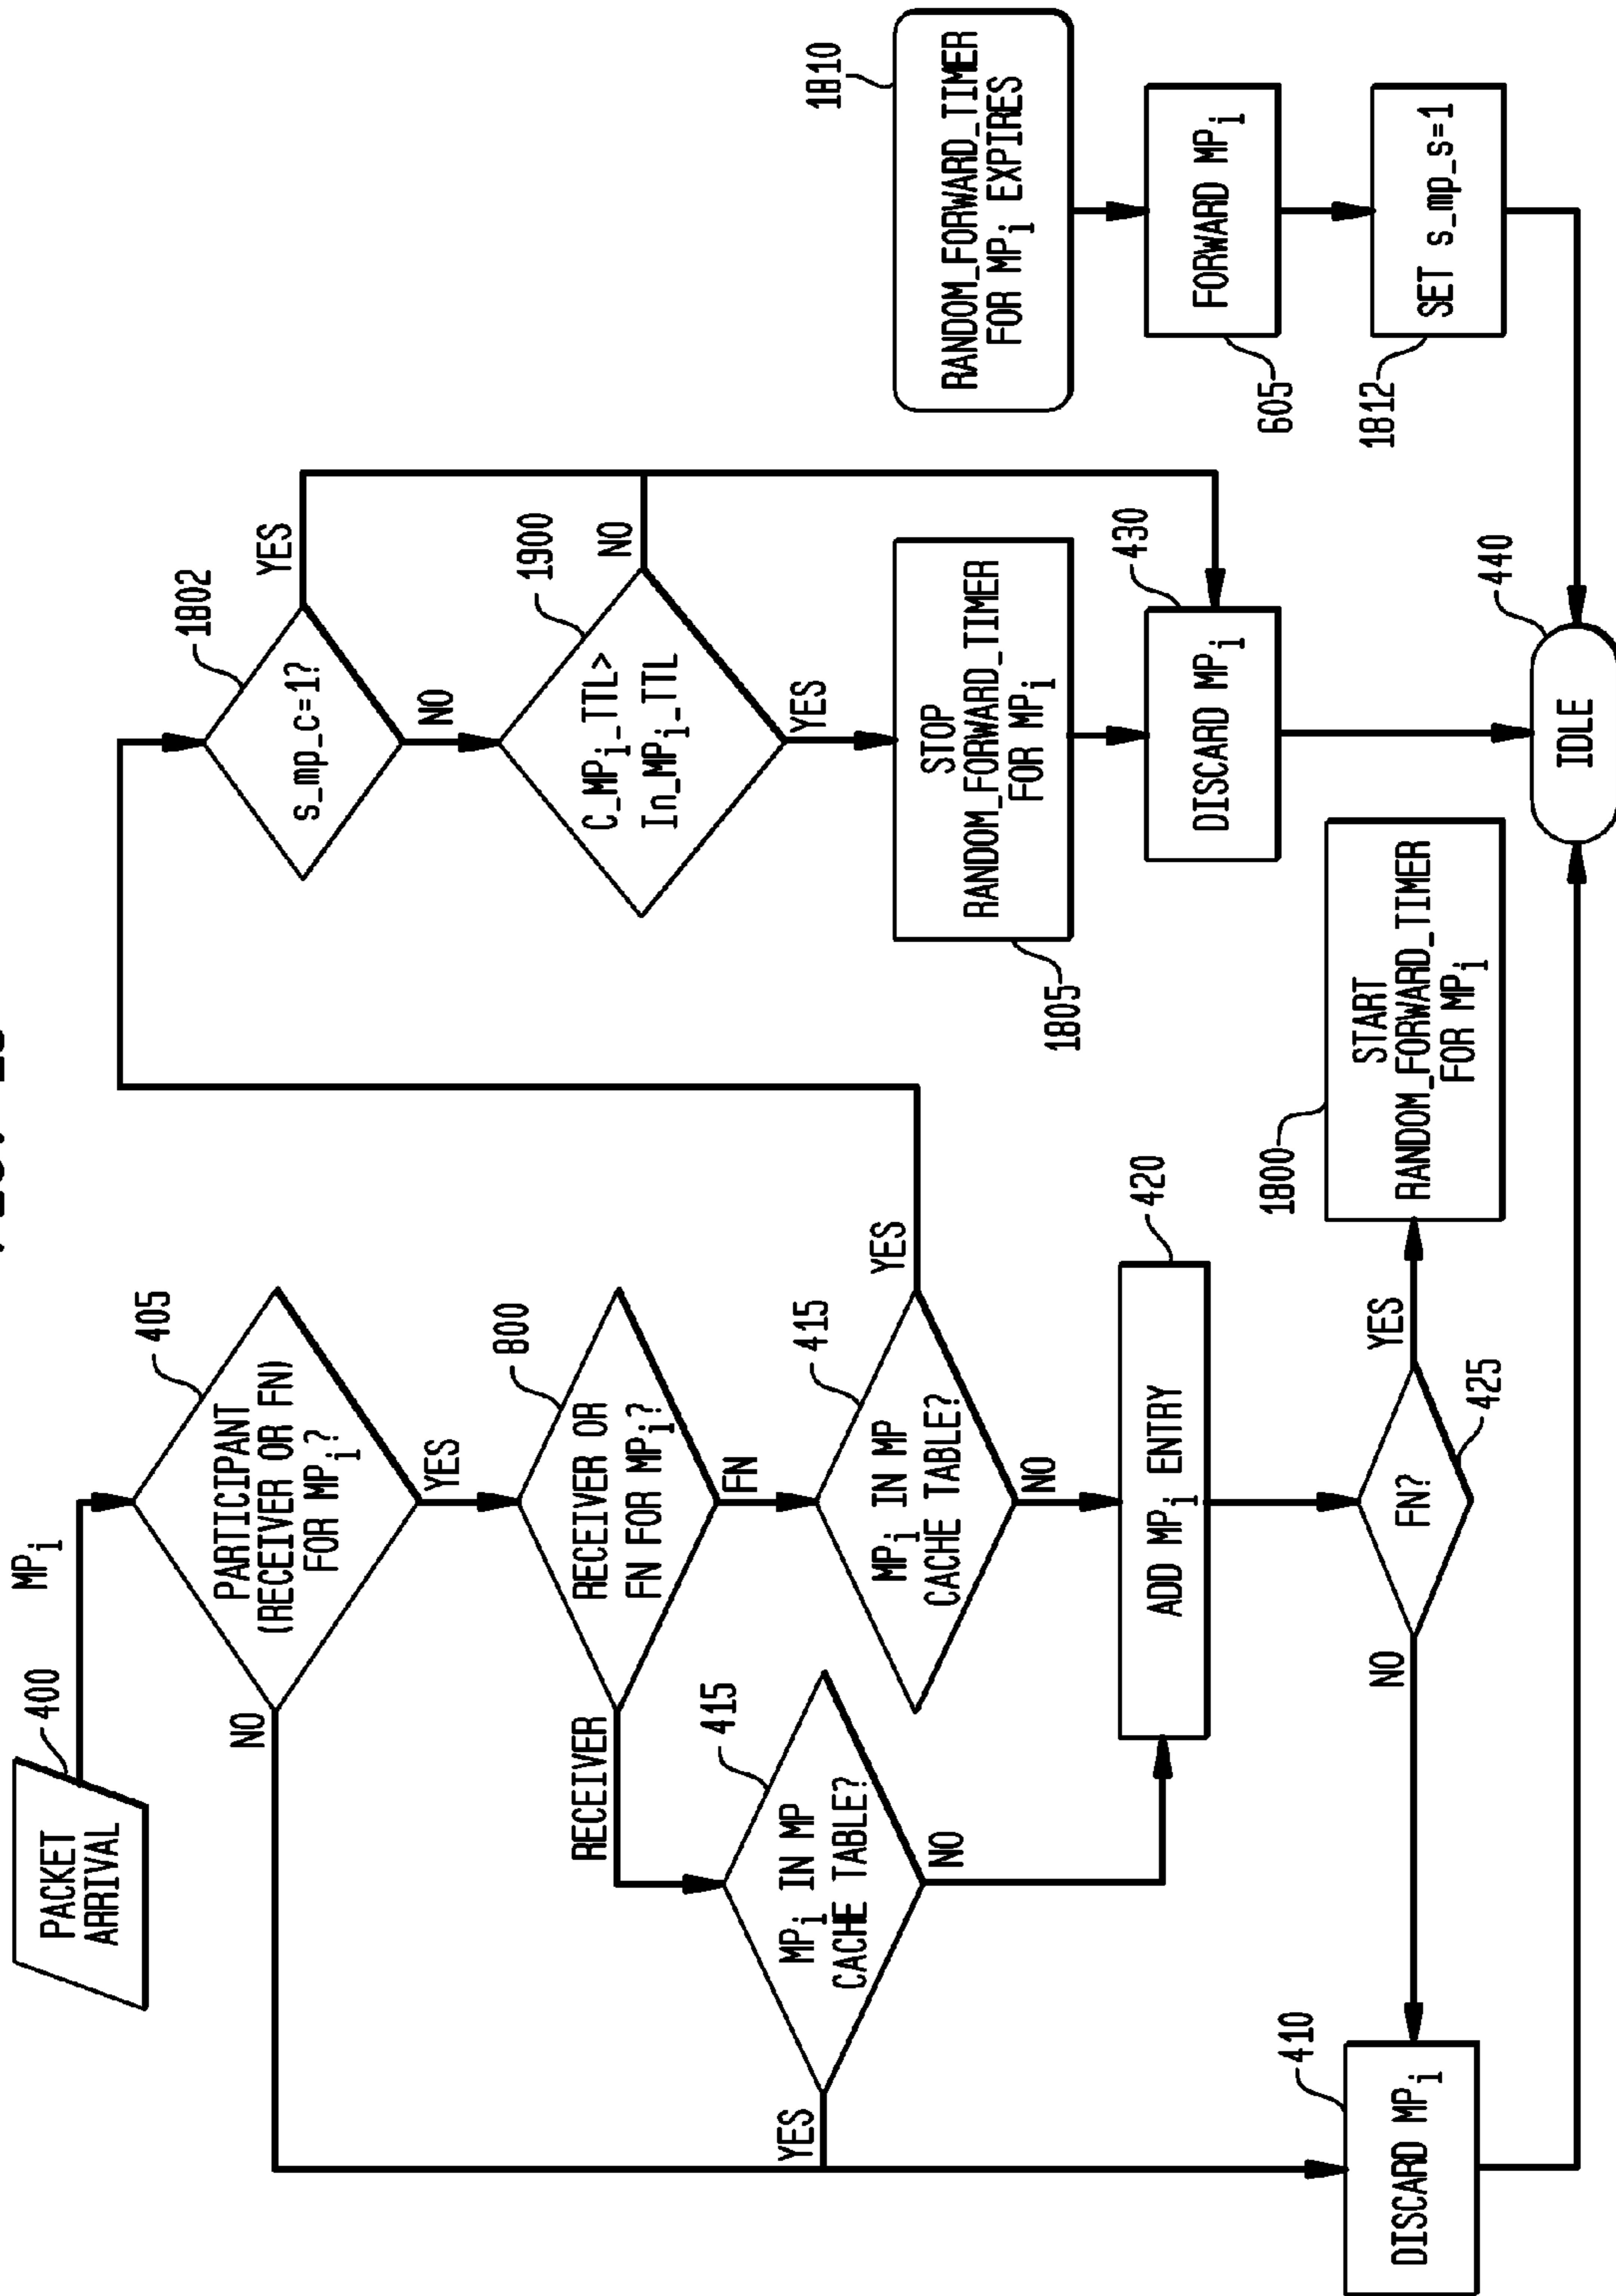 400
PACKET
ARRIVAL
MPi
405
PARTICIPANT
(RECEIVER OR FN)
FOR MPi?
NO
YES
800
RECEIVER OR
FN FOR MPi?
RECEIVER
FN
415
MPi IN MP
CACHE TABLE?
YES
NO
415
MPi IN MP
CACHE TABLE?
YES
NO
420
ADD MPi ENTRY
FN?
425
NO
YES
410
DISCARD MPi
1800
START
RANDOM_FORWARD_TIMER
FOR MPi
1802
s_mp_c=1?
YES
NO
1900
C_MPi_TTL>
In_MPi_TTL
NO
YES
STOP
RANDOM_FORWARD_TIMER
FOR MPi
1805
430
DISCARD MPi
440
IDLE
1810
RANDOM_FORWARD_TIMER
FOR MPi EXPIRES
FORWARD MPi
605
SET s_mp_s=1
1812